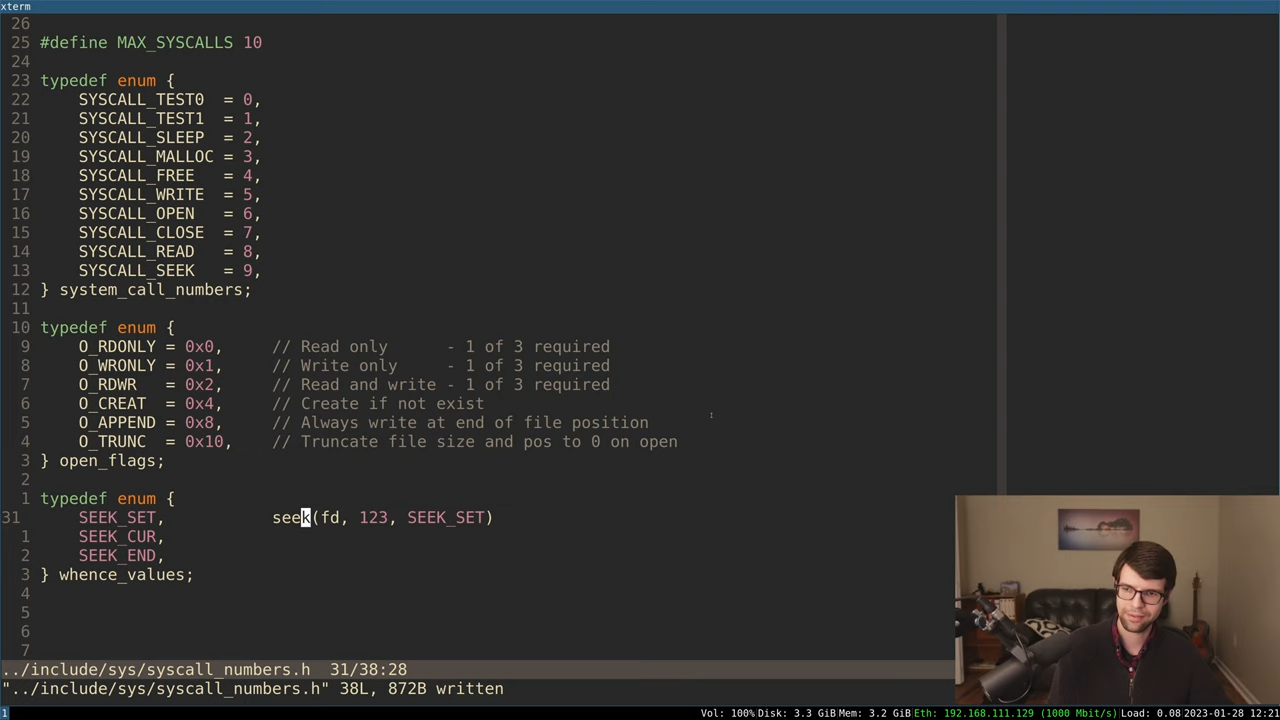 xterm
26
25 #define MAX_SYSCALLS 10
24
23 typedef enum {
22 SYSCALL_TEST0 = 0,
21 SYSCALL_TEST1 = 1,
20 SYSCALL_SLEEP = 2,
19 SYSCALL_MALLOC = 3,
18 SYSCALL_FREE = 4,
17 SYSCALL_WRITE = 5,
16 SYSCALL_OPEN = 6,
15 SYSCALL_CLOSE = 7,
14 SYSCALL_READ = 8,
13 SYSCALL_SEEK = 9,
12 } system_call_numbers;
11
10 typedef enum {
9 O_RDONLY = 0x0, // Read only - 1 of 3 required
8 O_WRONLY = 0x1, // Write only - 1 of 3 required
7 O_RDWR = 0x2, // Read and write - 1 of 3 required
6 O_CREAT = 0x4, // Create if not exist
5 O_APPEND = 0x8, // Always write at end of file position
4 O_TRUNC = 0x10, // Truncate file size and pos to 0 on open
3 } open_flags;
2
1 typedef enum {
31 SEEK_SET, seek(fd, 123, SEEK_SET)
1 SEEK_CUR,
2 SEEK_END,
3 } whence_values;
4
5
6
7
../include/sys/syscall_numbers.h 31/38:28
"../include/sys/syscall_numbers.h" 38L, 872B written
1 Vol: 100% Disk: 3.3 GiB Mem: 3.2 GiB Eth: 192.168.111.129 (1000 Mbit/s) Load: 0.08 2023-01-28 12:21